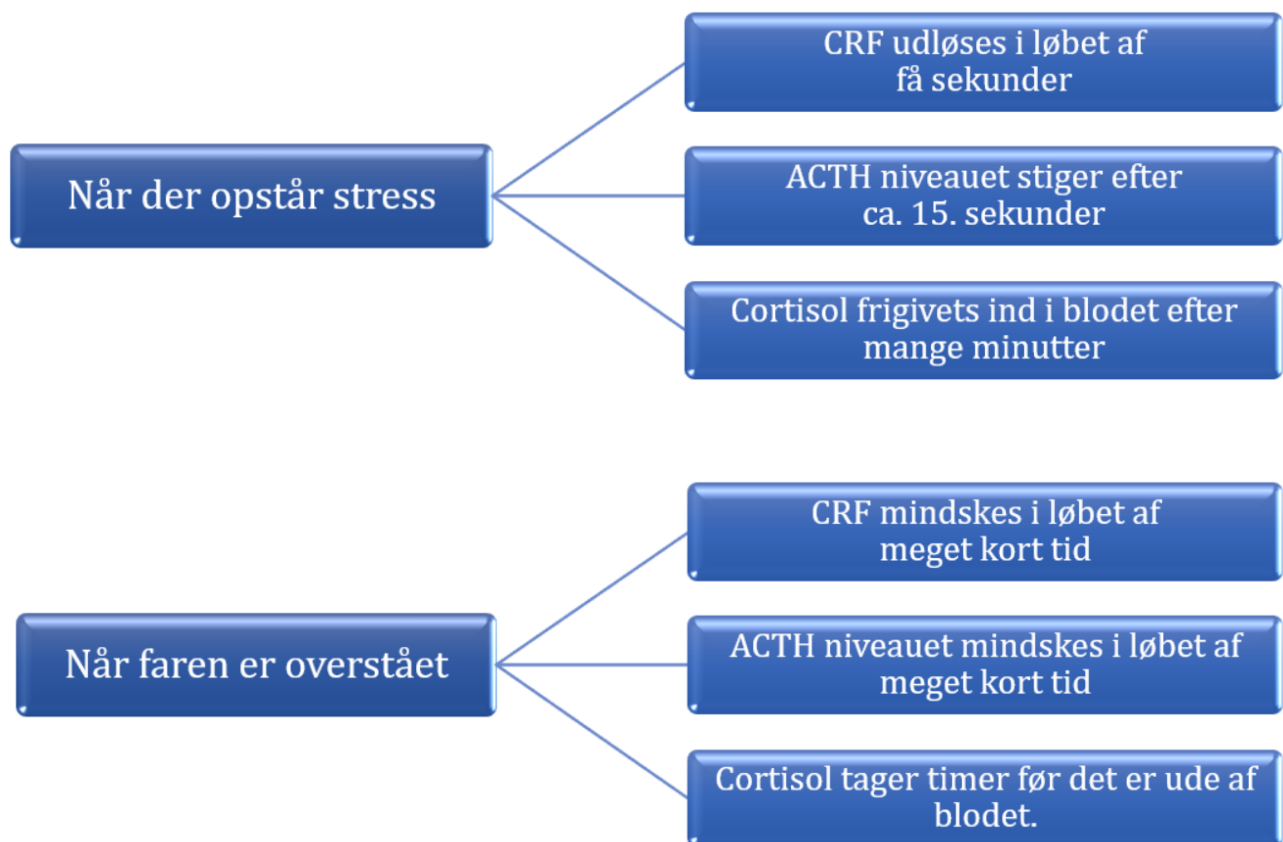 CRF udløses i løbet af
få sekunder
Når der opstår stress
ACTH niveauet stiger efter
ca. 15. sekunder
Cortisol frigivets ind i blodet efter
mange minutter
CRF mindskes i løbet af
meget kort tid
Når faren er overstået
ACTH niveauet mindskes i løbet af
meget kort tid
Cortisol tager timer før det er ude af
blodet.